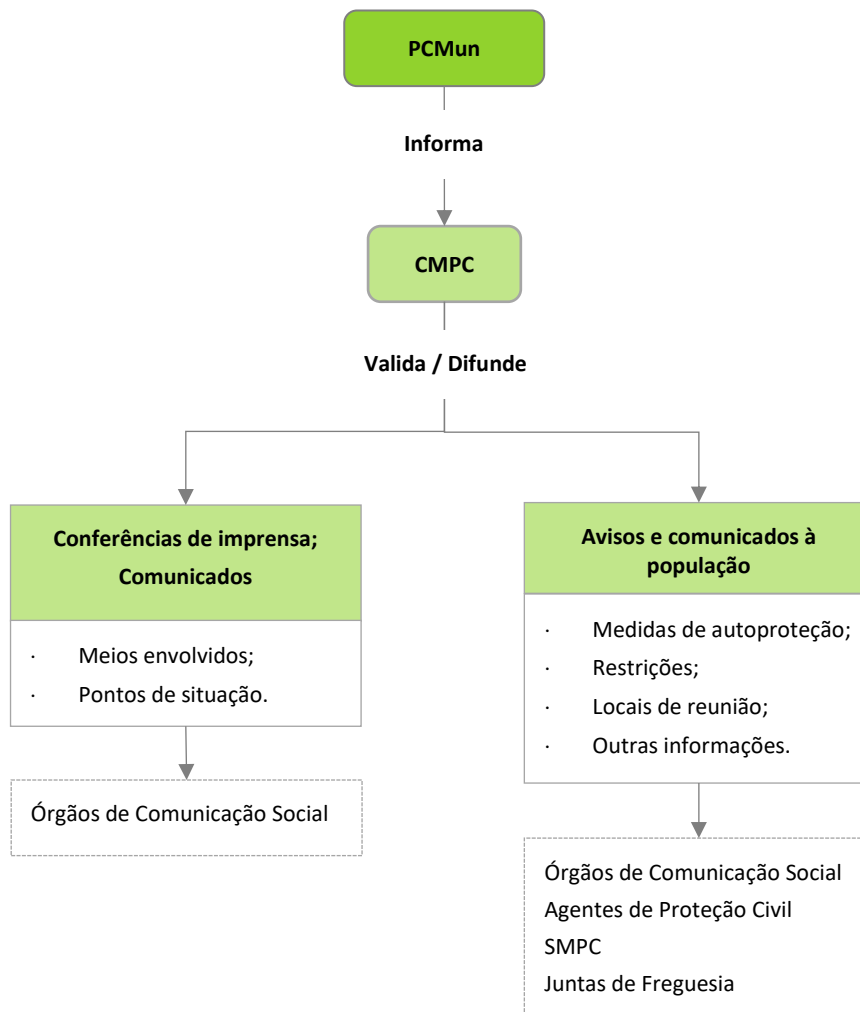 PCMun
Informa
CMPC
Valida / Difunde
Conferências de imprensa;
Comunicados
· Meios envolvidos;
· Pontos de situação.
Órgãos de Comunicação Social
Avisos e comunicados à
população
· Medidas de autoproteção;
· Restrições;
· Locais de reunião;
· Outras informações.
Órgãos de Comunicação Social
Agentes de Proteção Civil
SMPC
Juntas de Freguesia